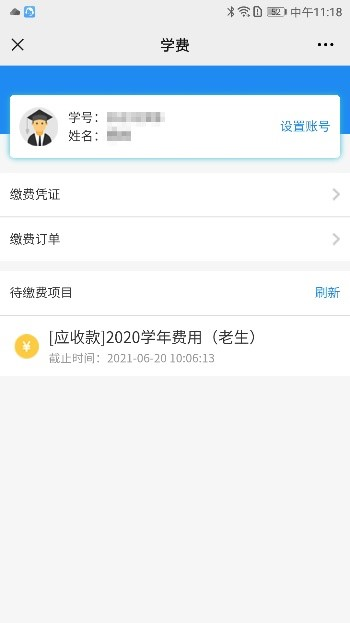 52 中午11:18
学费
学号：
姓名：
设置账号
缴费凭证
缴费订单
待缴费项目
刷新
[应收款]2020学年费用（老生）
¥
截止时间：2021-06-20 10:06:13